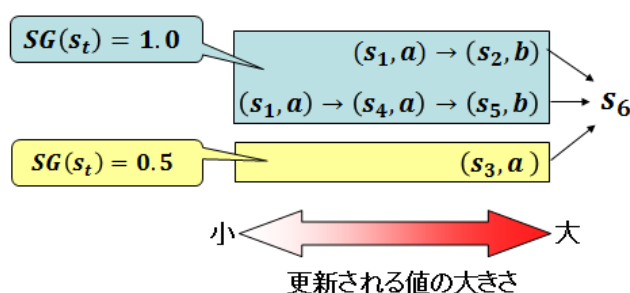 SG(s_t) = 1.0
(s_1, a) → (s_2, b)
(s_1, a) → (s_4, a) → (s_5, b)
s_6
SG(s_t) = 0.5
(s_3, a)
小 大
更新される値の大きさ